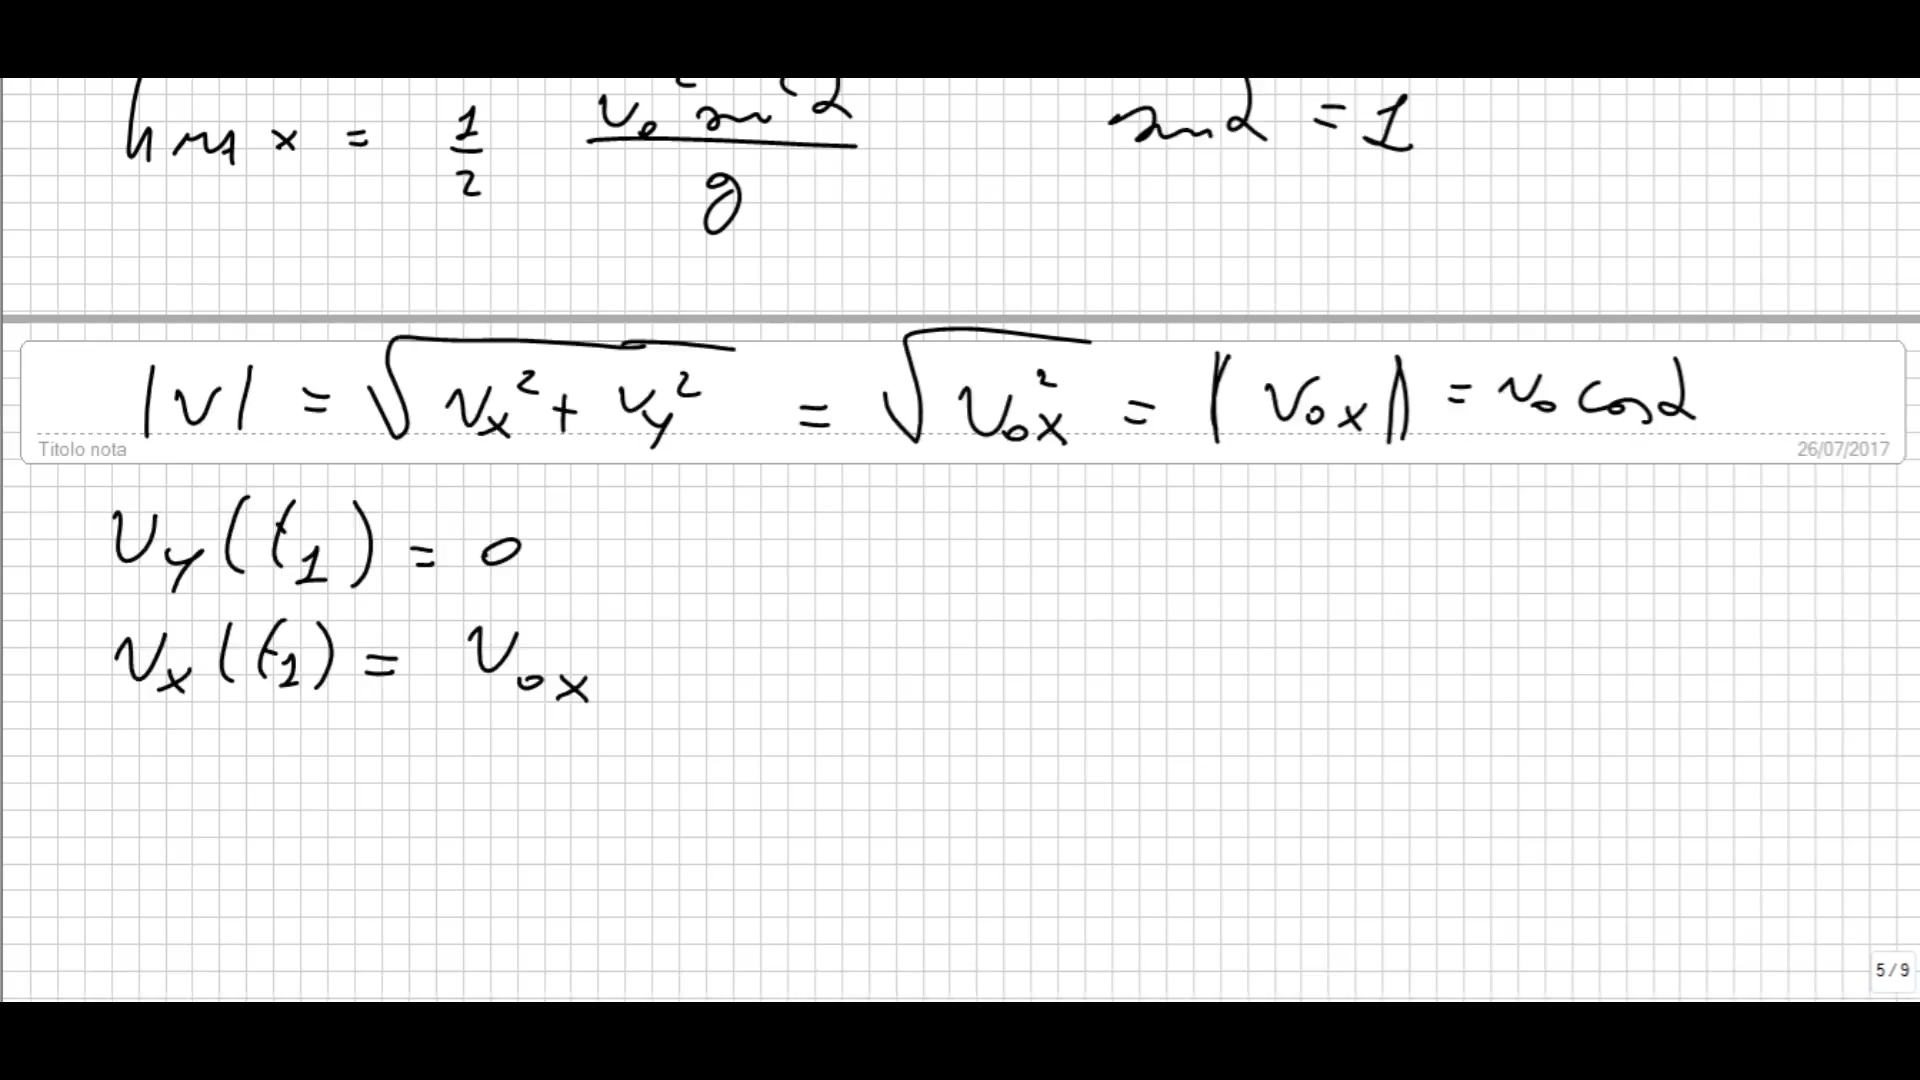 hMAx = 1/2 v₀² sin² α / g sin α = 1
|v| = √(vx² + vy²) = √(v₀x²) = |v₀x| = v₀ cos α
Titolo nota 26/07/2017
vy(t₁) = 0
vx(t₁) = v₀x
5 / 9